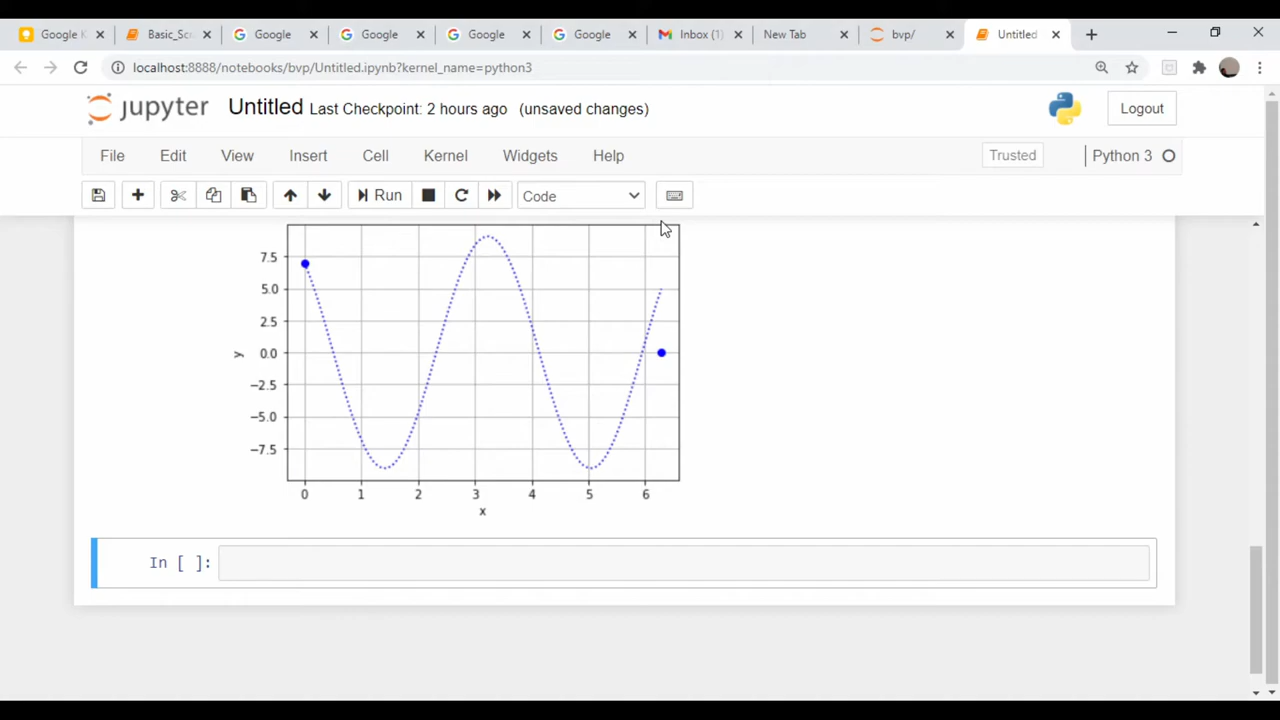 Google K Basic_Scr Google Google Google Google Inbox (1) New Tab bvp/ Untitled
localhost:8888/notebooks/bvp/Untitled.ipynb?kernel_name=python3
jupyter Untitled Last Checkpoint: 2 hours ago (unsaved changes) Logout
File Edit View Insert Cell Kernel Widgets Help Trusted Python 3
Run Code
7.5
5.0
2.5
0.0
−2.5
−5.0
−7.5
y
0 1 2 3 4 5 6
x
In [ ]: